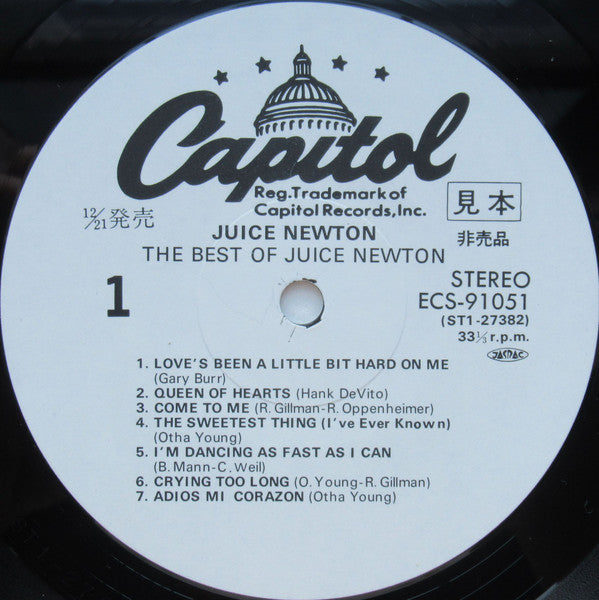 Capitol
Reg.Trademark of
Capitol Records,Inc.
12/21発売
見本
非売品
JUICE NEWTON
THE BEST OF JUICE NEWTON
1
STEREO
ECS-91051
(ST1-27382)
33⅓ r.p.m.
JASRAC
1. LOVE'S BEEN A LITTLE BIT HARD ON ME
(Gary Burr)
2. QUEEN OF HEARTS (Hank DeVito)
3. COME TO ME (R. Gillman-R. Oppenheimer)
4. THE SWEETEST THING (I've Ever Known)
(Otha Young)
5. I'M DANCING AS FAST AS I CAN
(B. Mann-C. Weil)
6. CRYING TOO LONG (O. Young-R. Gillman)
7. ADIOS MI CORAZON (Otha Young)